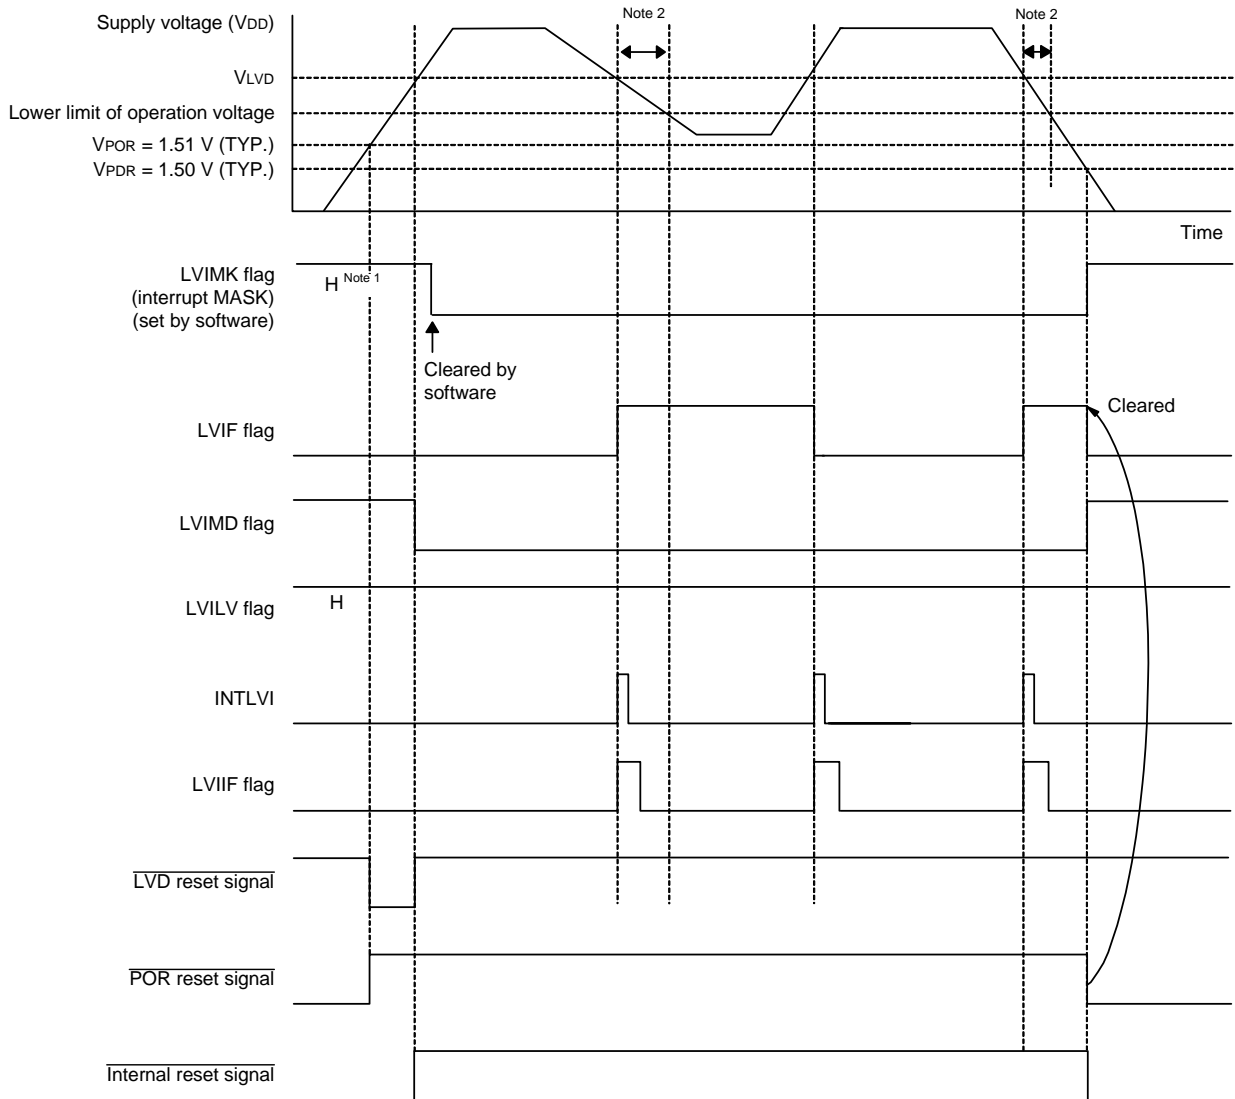 Note 2
Note 2
Supply voltage (VDD)
VLVD
Lower limit of operation voltage
VPOR = 1.51 V (TYP.)
VPDR = 1.50 V (TYP.)
Time
LVIMK flag
(interrupt MASK)
(set by software)
H Note 1
Cleared by
software
Cleared
LVIF flag
LVIMD flag
H
LVILV flag
INTLVI
LVIIF flag
LVD reset signal
POR reset signal
Internal reset signal